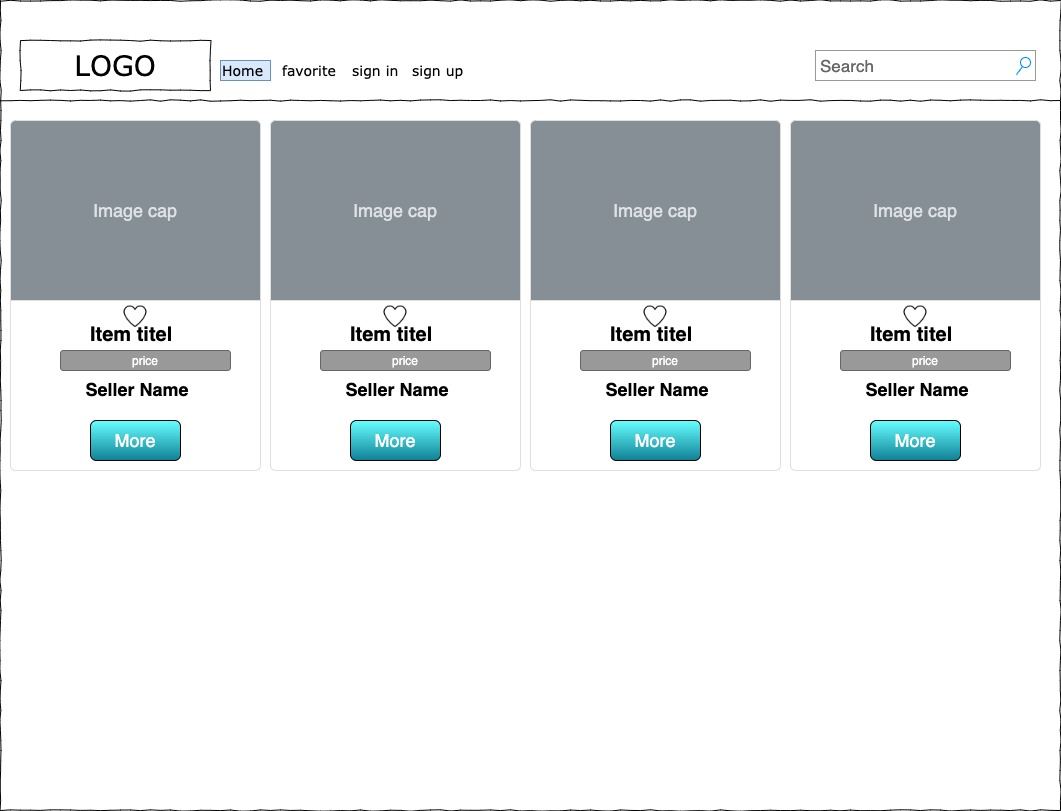 LOGO
Home favorite sign in sign up
Search
Image cap Image cap Image cap Image cap
Item titel Item titel Item titel Item titel
price price price price
Seller Name Seller Name Seller Name Seller Name
More More More More